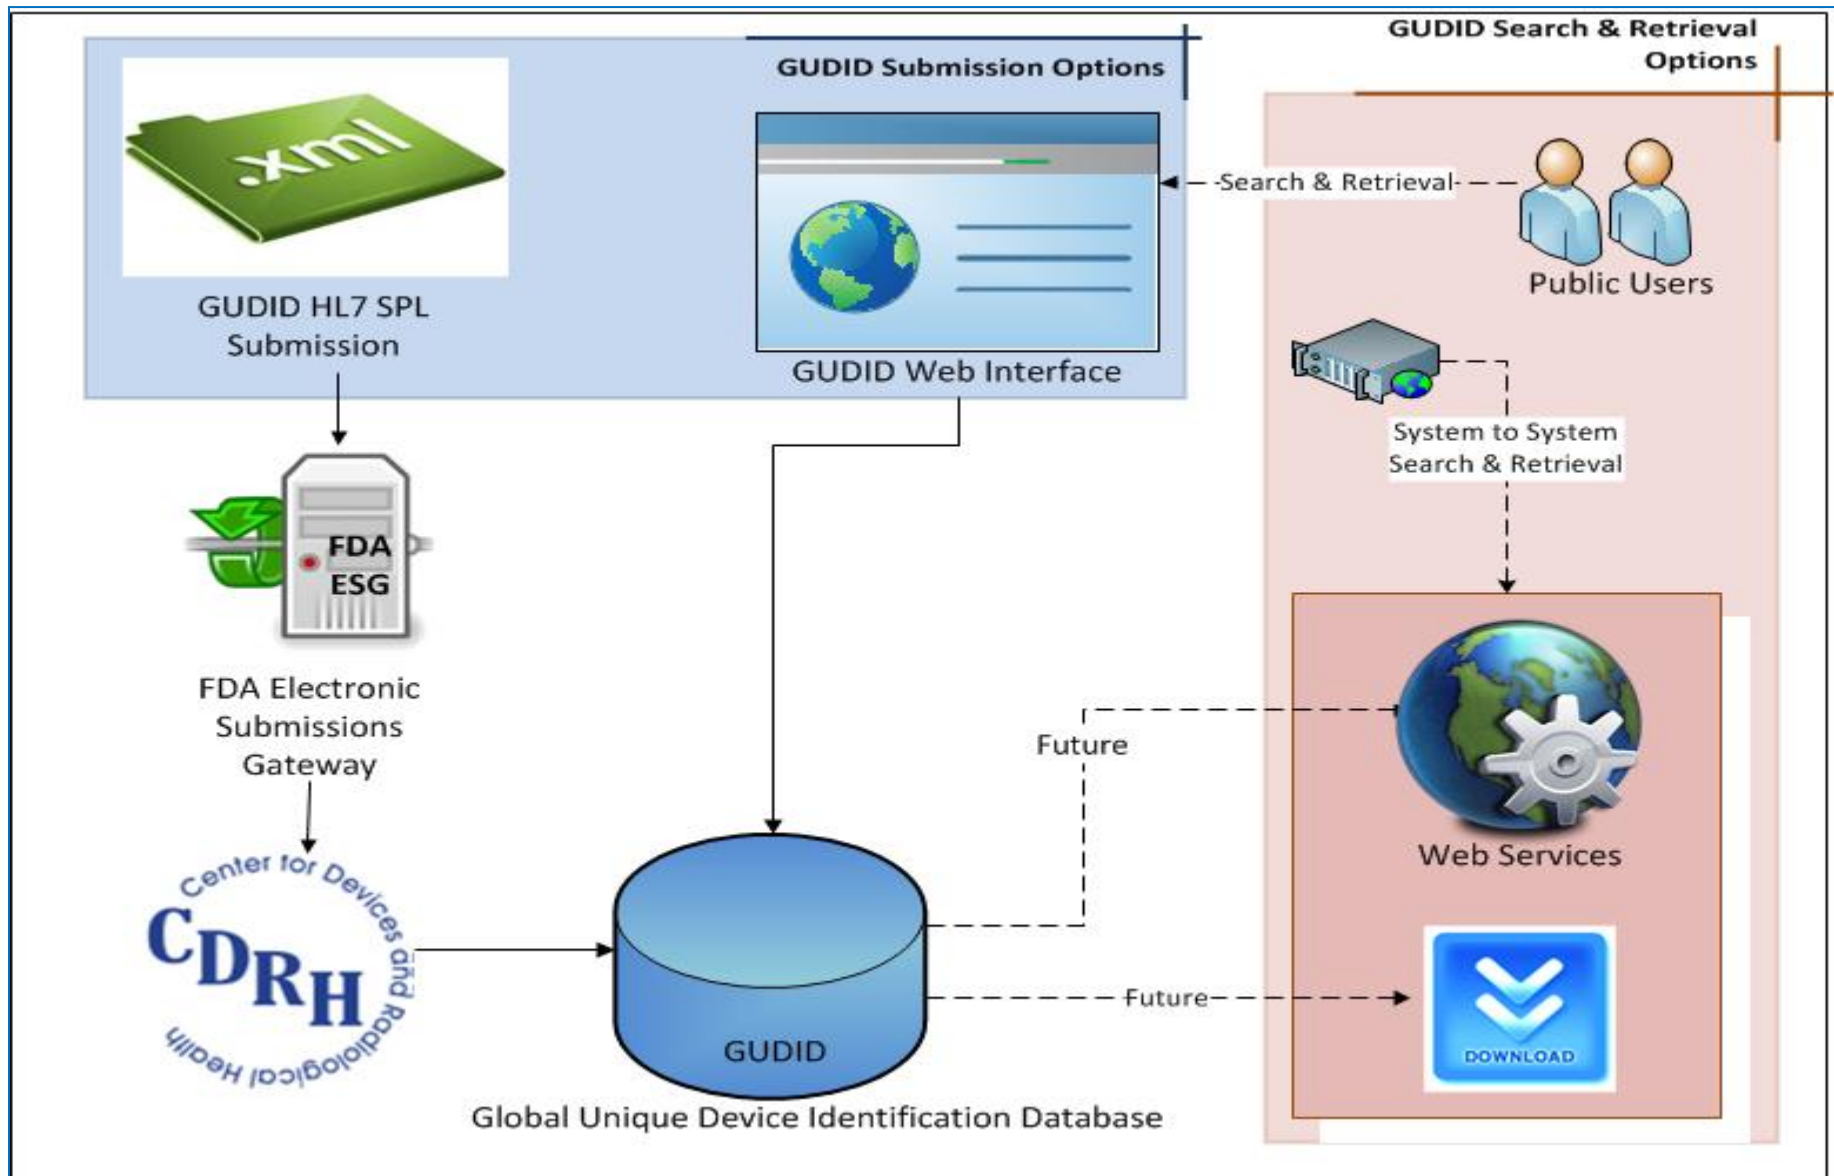 GUDID Search & Retrieval
Options
GUDID Submission Options
.xml
Search & Retrieval
Public Users
GUDID HL7 SPL
Submission
GUDID Web Interface
System to System
Search & Retrieval
FDA
ESG
FDA Electronic
Submissions
Gateway
Future
Web Services
Center for Devices and Radiological Health
CDRH
Future
DOWNLOAD
GUDID
Global Unique Device Identification Database